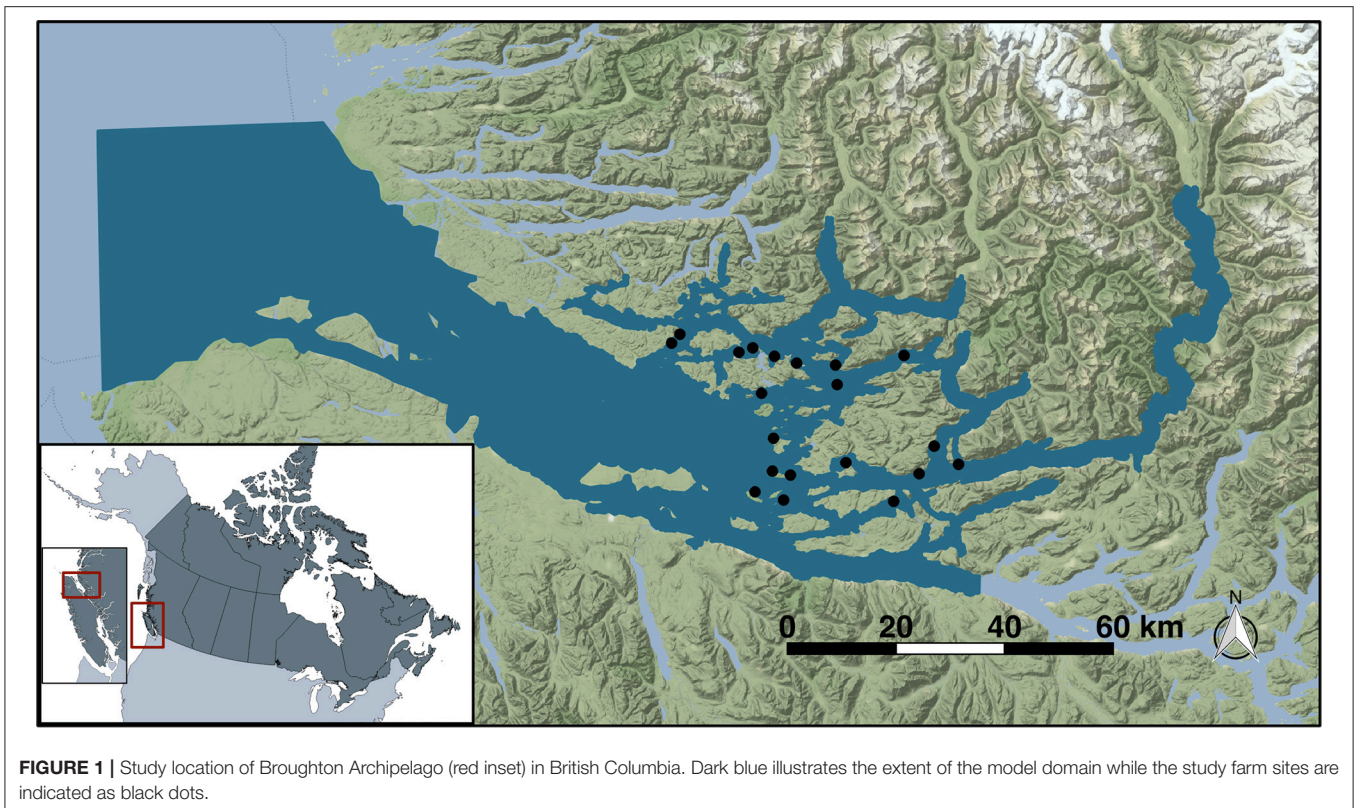 N
0 20 40 60 km
FIGURE 1 | Study location of Broughton Archipelago (red inset) in British Columbia. Dark blue illustrates the extent of the model domain while the study farm sites are
indicated as black dots.